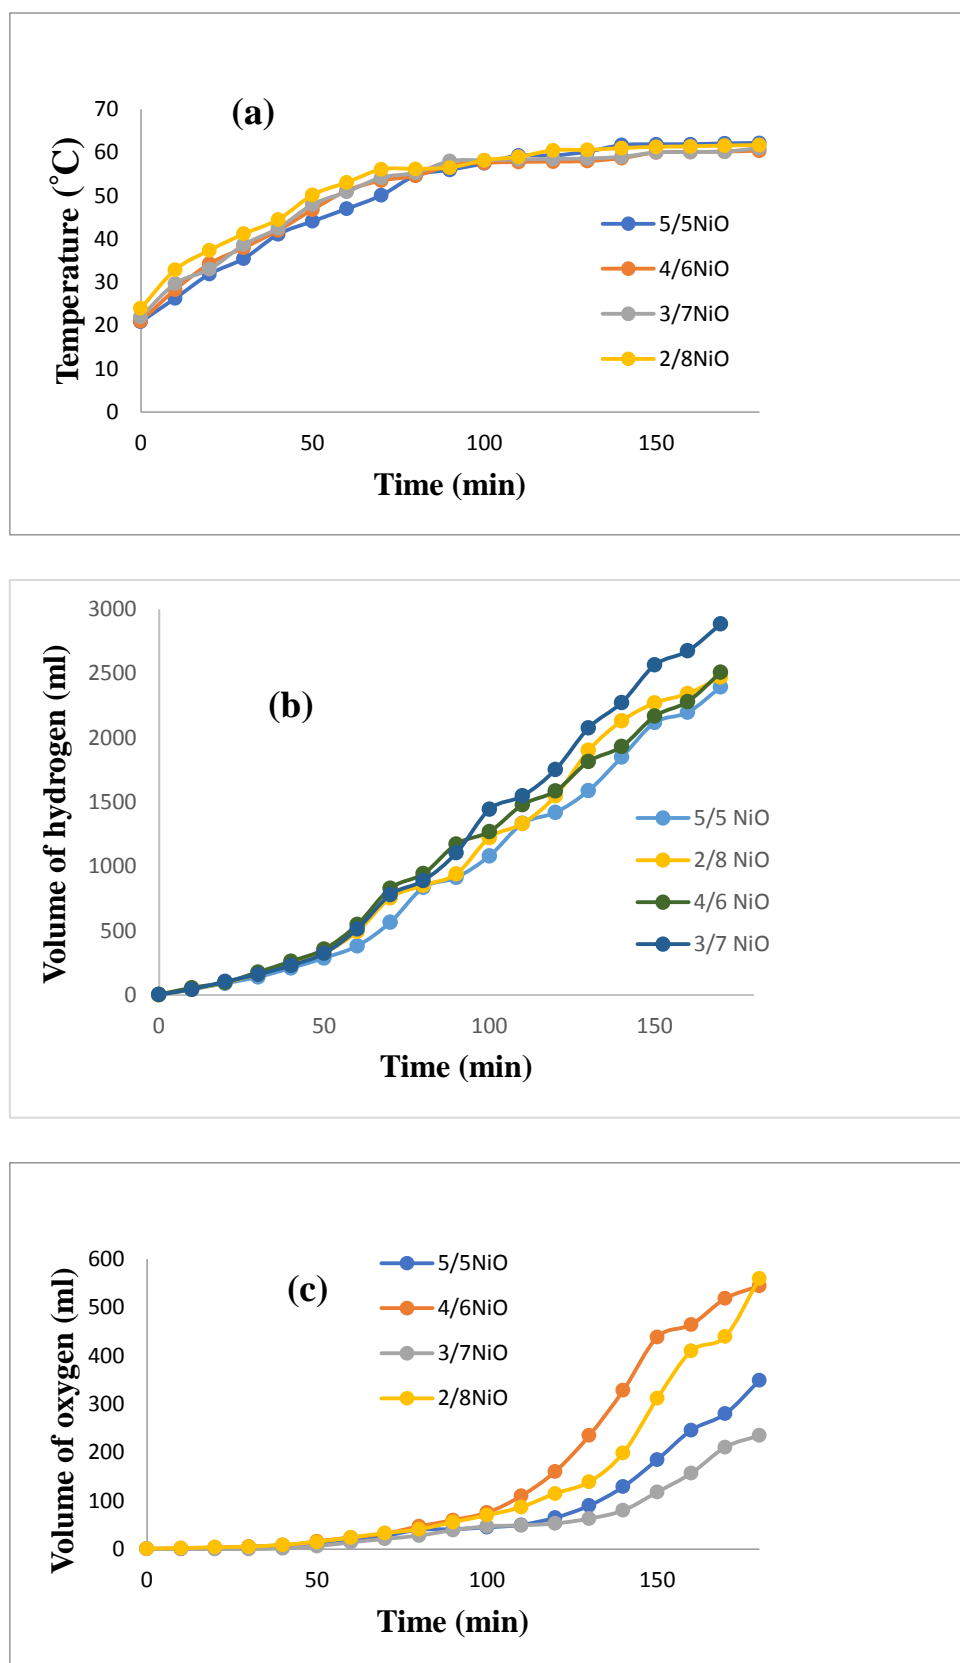 (a)
70
60
50
40
30
20
10
0
Temperature (°C)
5/5NiO
4/6NiO
3/7NiO
2/8NiO
0 50 100 150
Time (min)
(b)
3000
2500
2000
1500
1000
500
0
Volume of hydrogen (ml)
5/5 NiO
2/8 NiO
4/6 NiO
3/7 NiO
0 50 100 150
Time (min)
(c)
600
500
400
300
200
100
0
Volume of oxygen (ml)
5/5NiO
4/6NiO
3/7NiO
2/8NiO
0 50 100 150
Time (min)